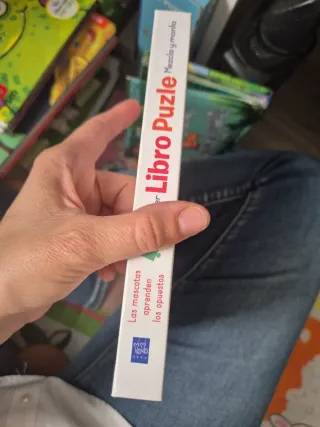 Las mascotas
aprenden
los opuestos
Libro Puzle
Mezcla y monta